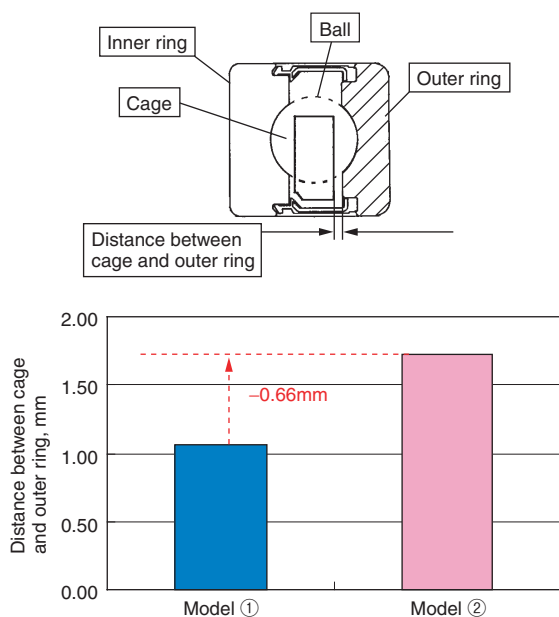 Ball
Inner ring
Outer ring
Cage
Distance between
cage and outer ring
2.00
1.50
1.00
0.50
0.00
Distance between cage
and outer ring, mm
–0.66mm
Model ①
Model ②